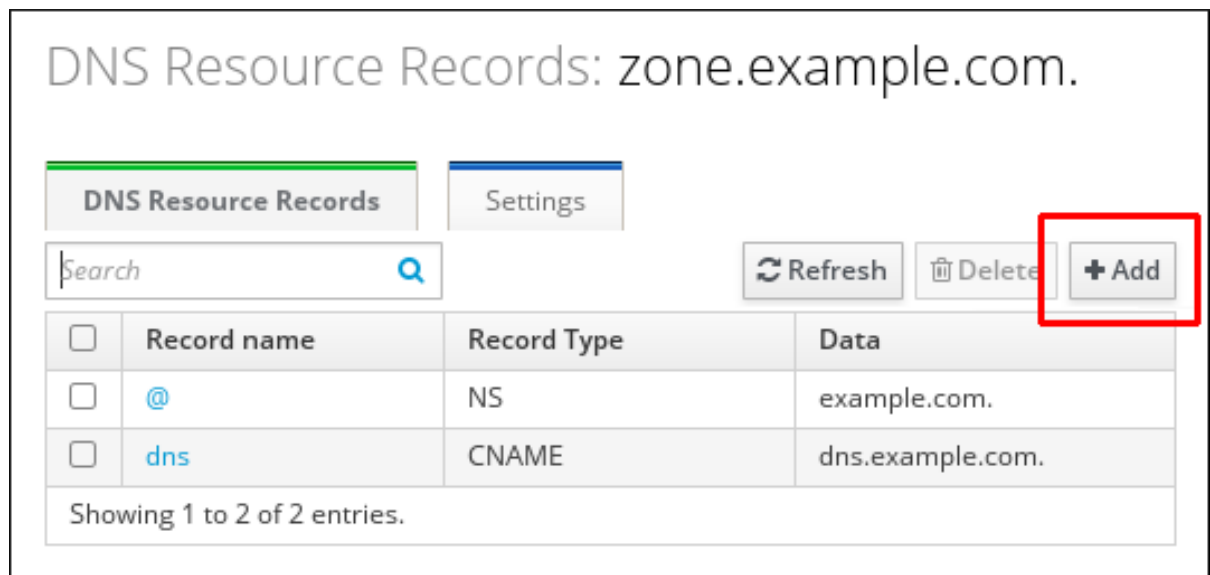 DNS Resource Records: zone.example.com.
DNS Resource Records Settings
Search Refresh Delete Add
Record name Record Type Data
@ NS example.com.
dns CNAME dns.example.com.
Showing 1 to 2 of 2 entries.